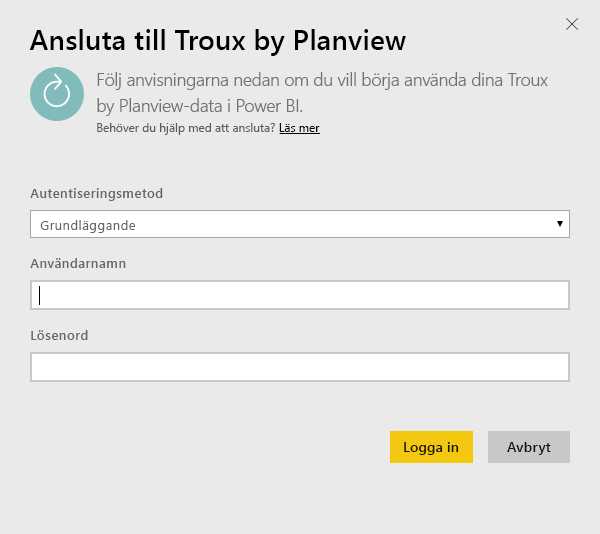 Ansluta till Troux by Planview
Följ anvisningarna nedan om du vill börja använda dina Troux
by Planview-data i Power BI.
Behöver du hjälp med att ansluta? Läs mer
Autentiseringsmetod
Grundläggande
Användarnamn
Lösenord
Logga in
Avbryt